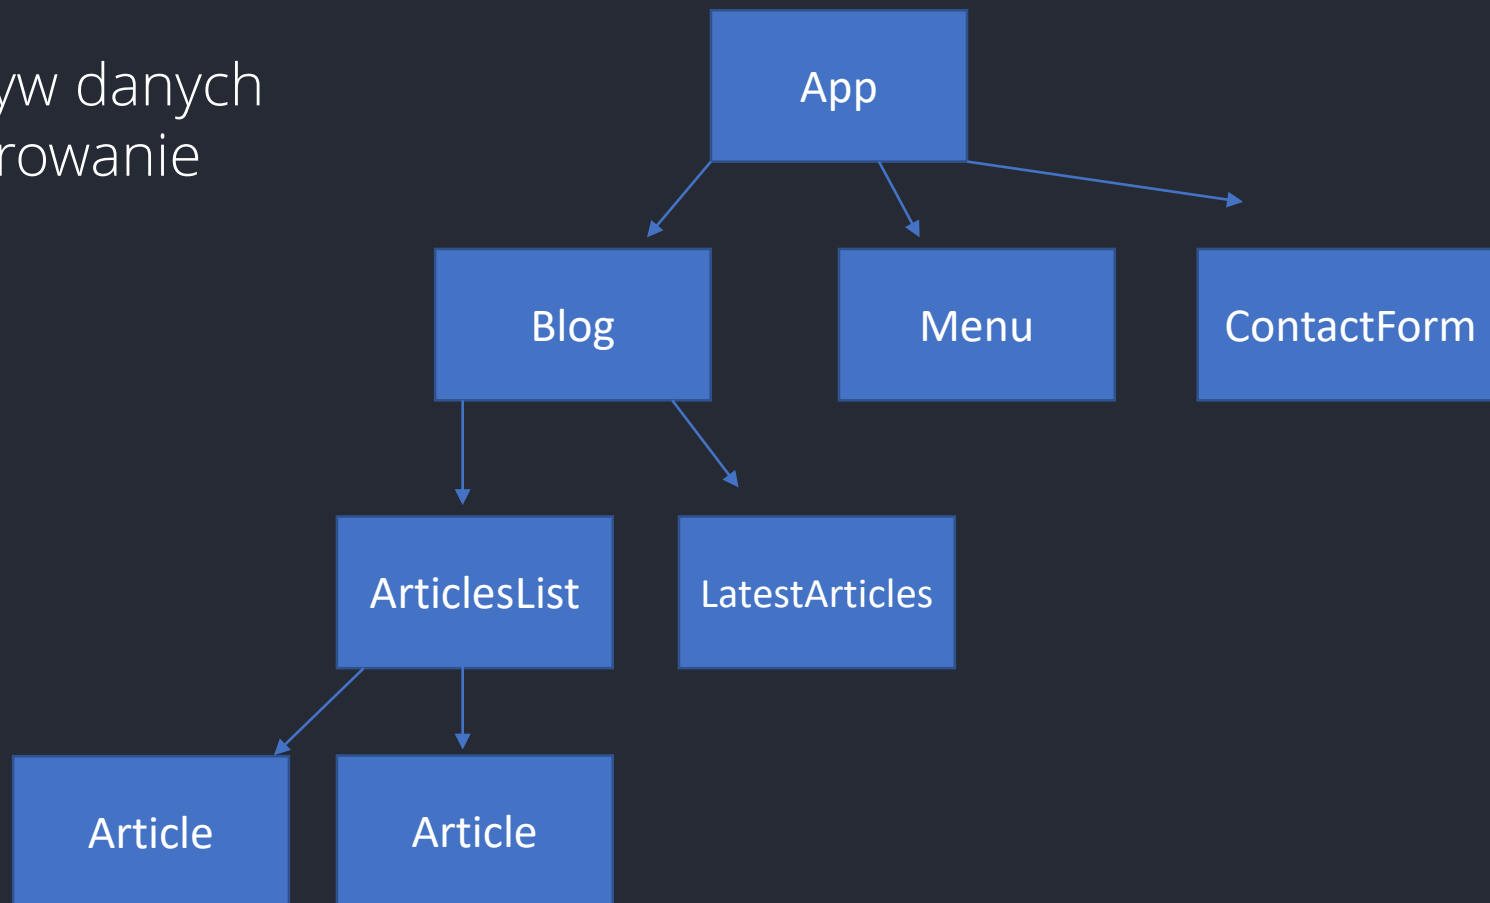 yw danych
rowanie
App
Blog
Menu
ContactForm
ArticlesList
LatestArticles
Article
Article